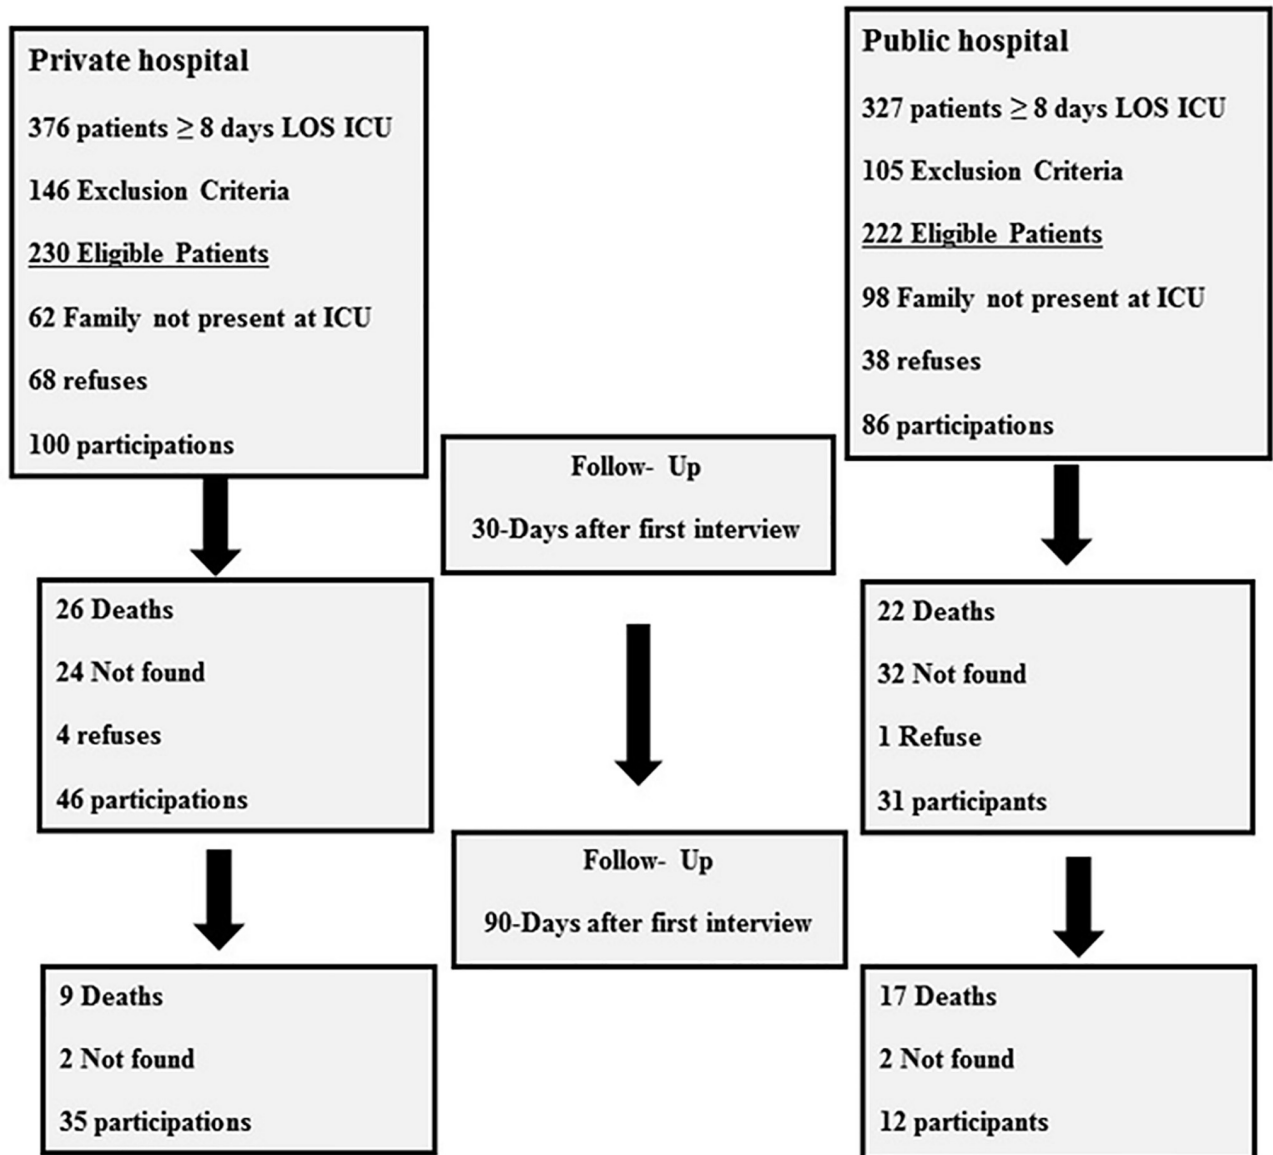 Private hospital
376 patients ≥ 8 days LOS ICU
146 Exclusion Criteria
230 Eligible Patients
62 Family not present at ICU
68 refuses
100 participations
Public hospital
327 patients ≥ 8 days LOS ICU
105 Exclusion Criteria
222 Eligible Patients
98 Family not present at ICU
38 refuses
86 participations
Follow- Up
30-Days after first interview
26 Deaths
24 Not found
4 refuses
46 participations
22 Deaths
32 Not found
1 Refuse
31 participants
Follow- Up
90-Days after first interview
9 Deaths
2 Not found
35 participations
17 Deaths
2 Not found
12 participants